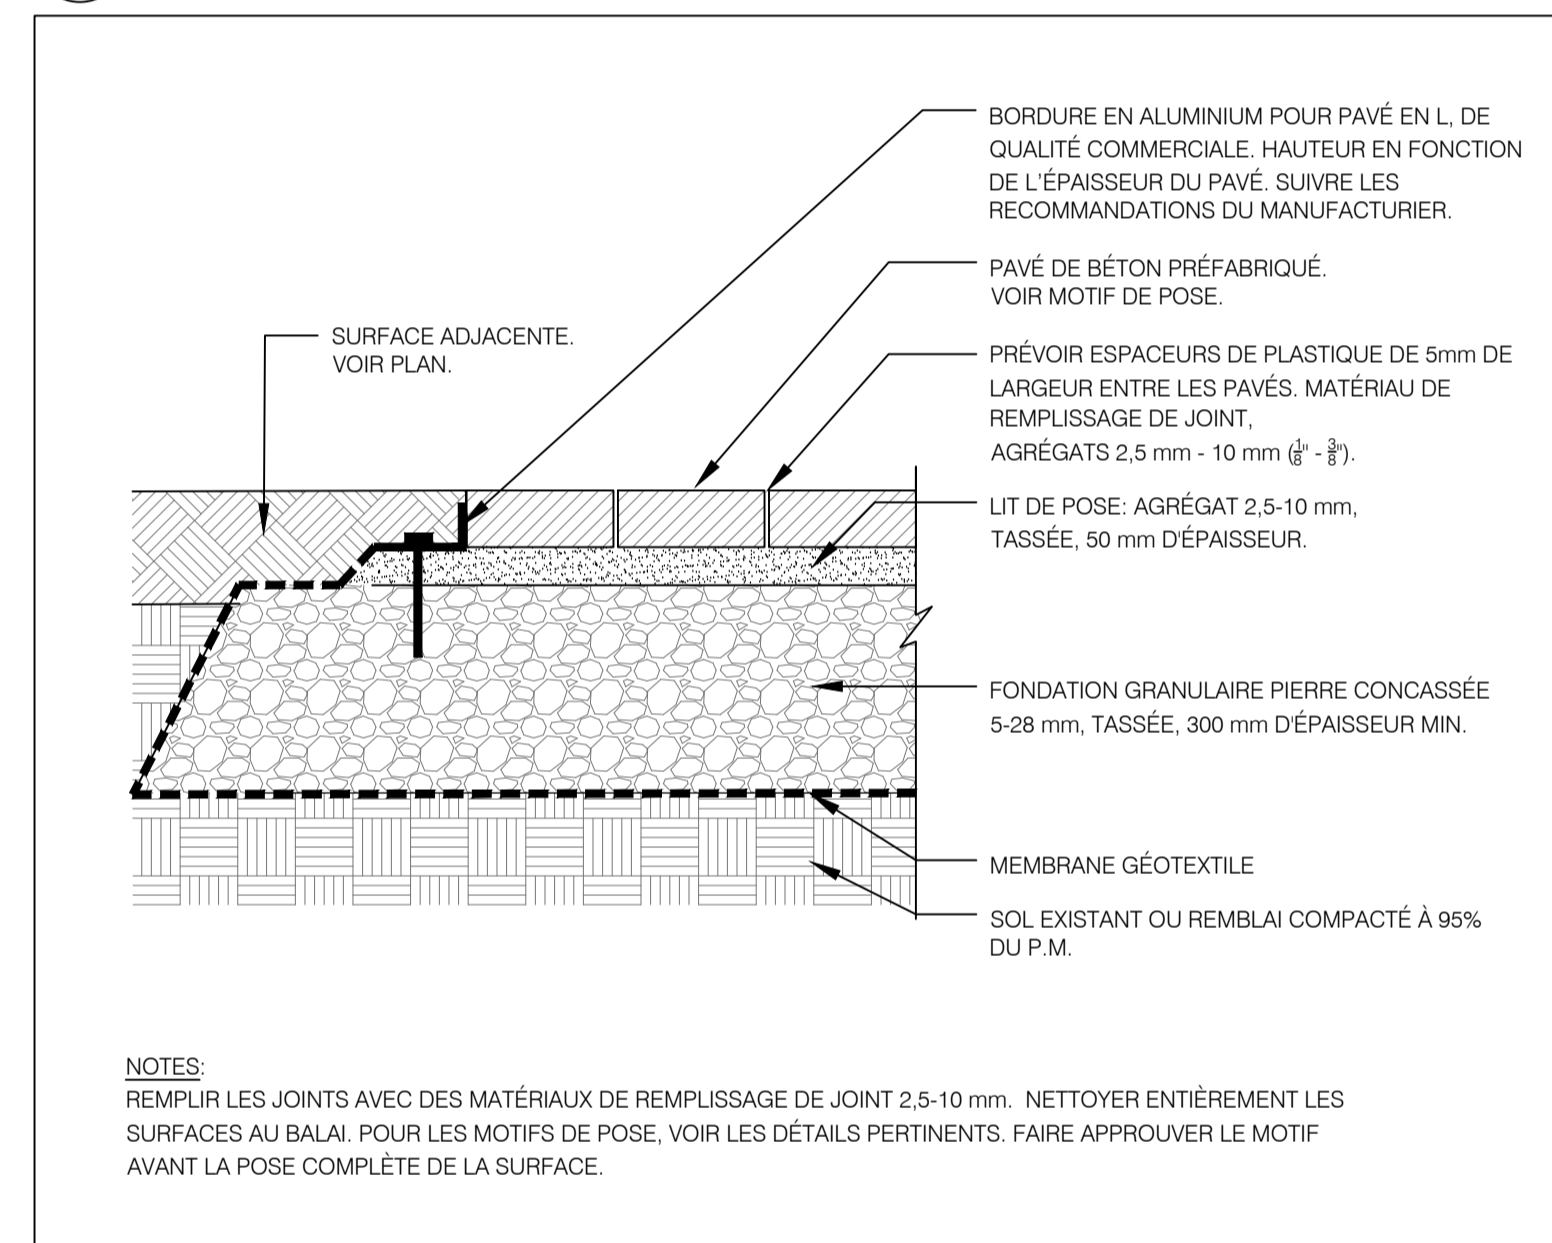 BORDURE EN ALUMINIUM POUR PAVÉ EN L, DE
QUALITÉ COMMERCIALE. HAUTEUR EN FONCTION
DE L'ÉPAISSEUR DU PAVÉ. SUIVRE LES
RECOMMANDATIONS DU MANUFACTURIER.
PAVÉ DE BÉTON PRÉFABRIQUÉ.
VOIR MOTIF DE POSE.
SURFACE ADJACENTE.
VOIR PLAN.
PRÉVOIR ESPACEURS DE PLASTIQUE DE 5mm DE
LARGEUR ENTRE LES PAVÉS. MATÉRIAU DE
REMPLISSAGE DE JOINT,
AGRÉGATS 2,5 mm - 10 mm (1/8" - 3/8").
LIT DE POSE: AGRÉGAT 2,5-10 mm,
TASSÉE, 50 mm D'ÉPAISSEUR.
FONDATION GRANULAIRE PIERRE CONCASSÉE
5-28 mm, TASSÉE, 300 mm D'ÉPAISSEUR MIN.
MEMBRANE GÉOTEXTILE
SOL EXISTANT OU REMBLAI COMPACTÉ À 95%
DU P.M.
NOTES:
REMPLIR LES JOINTS AVEC DES MATÉRIAUX DE REMPLISSAGE DE JOINT 2,5-10 mm. NETTOYER ENTIÈREMENT LES
SURFACES AU BALAI. POUR LES MOTIFS DE POSE, VOIR LES DÉTAILS PERTINENTS. FAIRE APPROUVER LE MOTIF
AVANT LA POSE COMPLÈTE DE LA SURFACE.